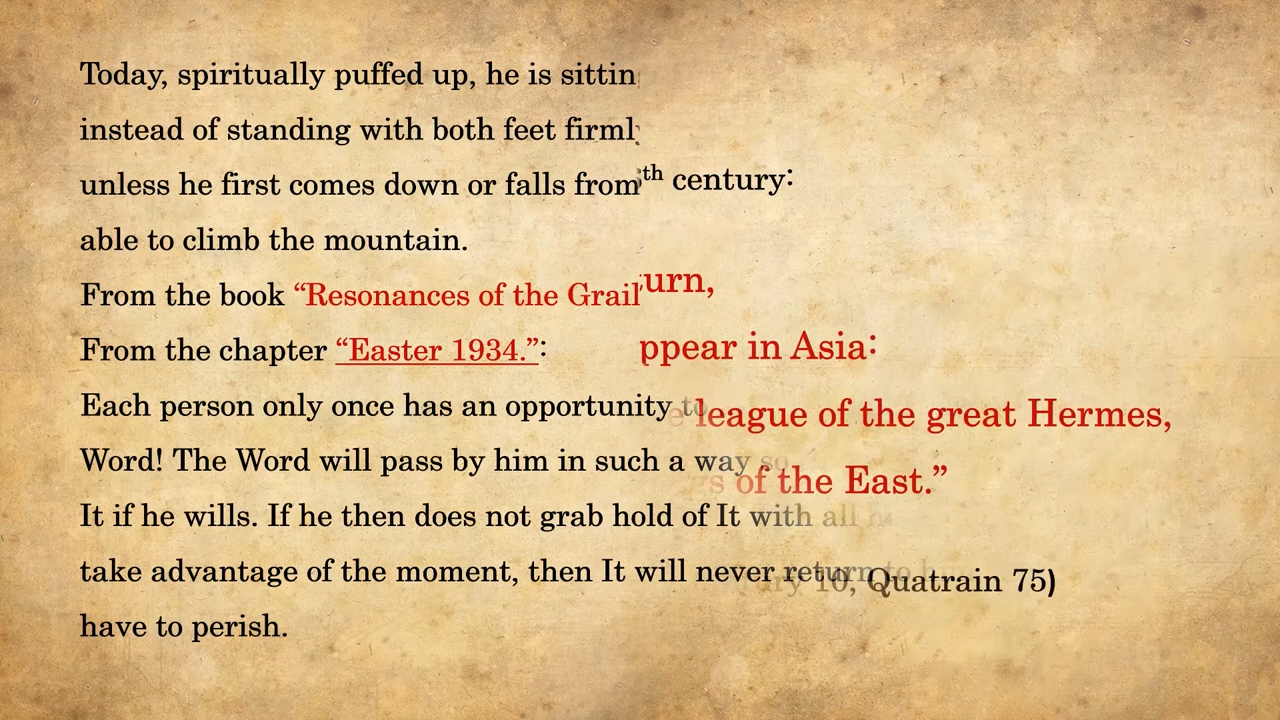 Today, spiritually puffed up, he is sittin
instead of standing with both feet firml
unless he first comes down or falls from
th century:
able to climb the mountain.
From the book “Resonances of the Grail
urn,
From the chapter “Easter 1934.”:
ppear in Asia:
Each person only once has an opportunity to
league of the great Hermes,
Word! The Word will pass by him in such a way so
of the East.”
It if he wills. If he then does not grab hold of It with all
take advantage of the moment, then It will never return to
10, Quatrain 75)
have to perish.